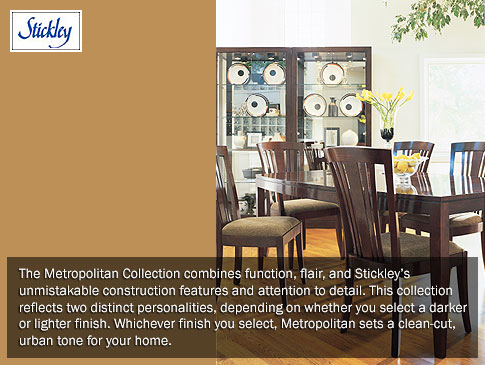 Stickley
The Metropolitan Collection combines function, flair, and Stickley's
unmistakable construction features and attention to detail. This collection
reflects two distinct personalities, depending on whether you select a darker
or lighter finish. Whichever finish you select, Metropolitan sets a clean-cut,
urban tone for your home.